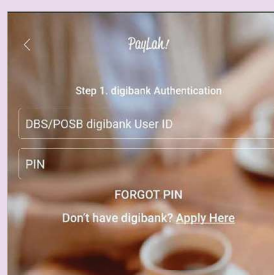 PayLah!
Step 1. digibank Authentication
DBS/POSB digibank User ID
PIN
FORGOT PIN
Don't have digibank? Apply Here